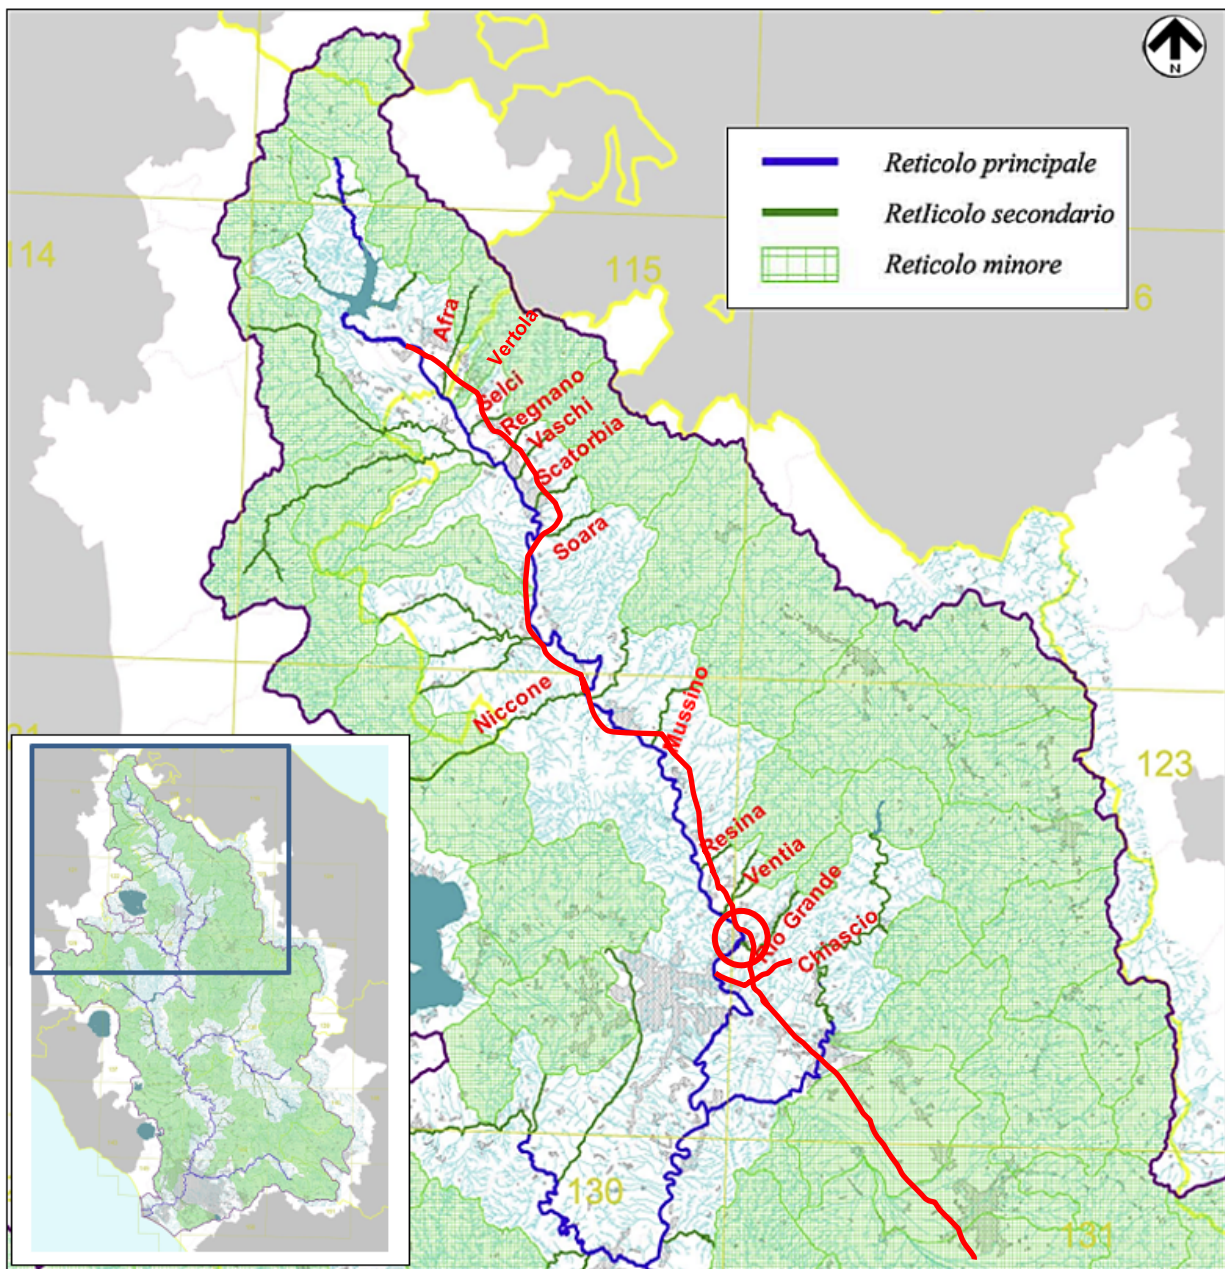 N
Reticolo principale
Retlicolo secondario
Reticolo minore
114
115
6
Afra
Vertola
Selci
Regnano
Vaschi
Scatorbia
Soara
Niccone
Mussino
123
Resina
Ventia
Rio Grande
Chiascio
130
131